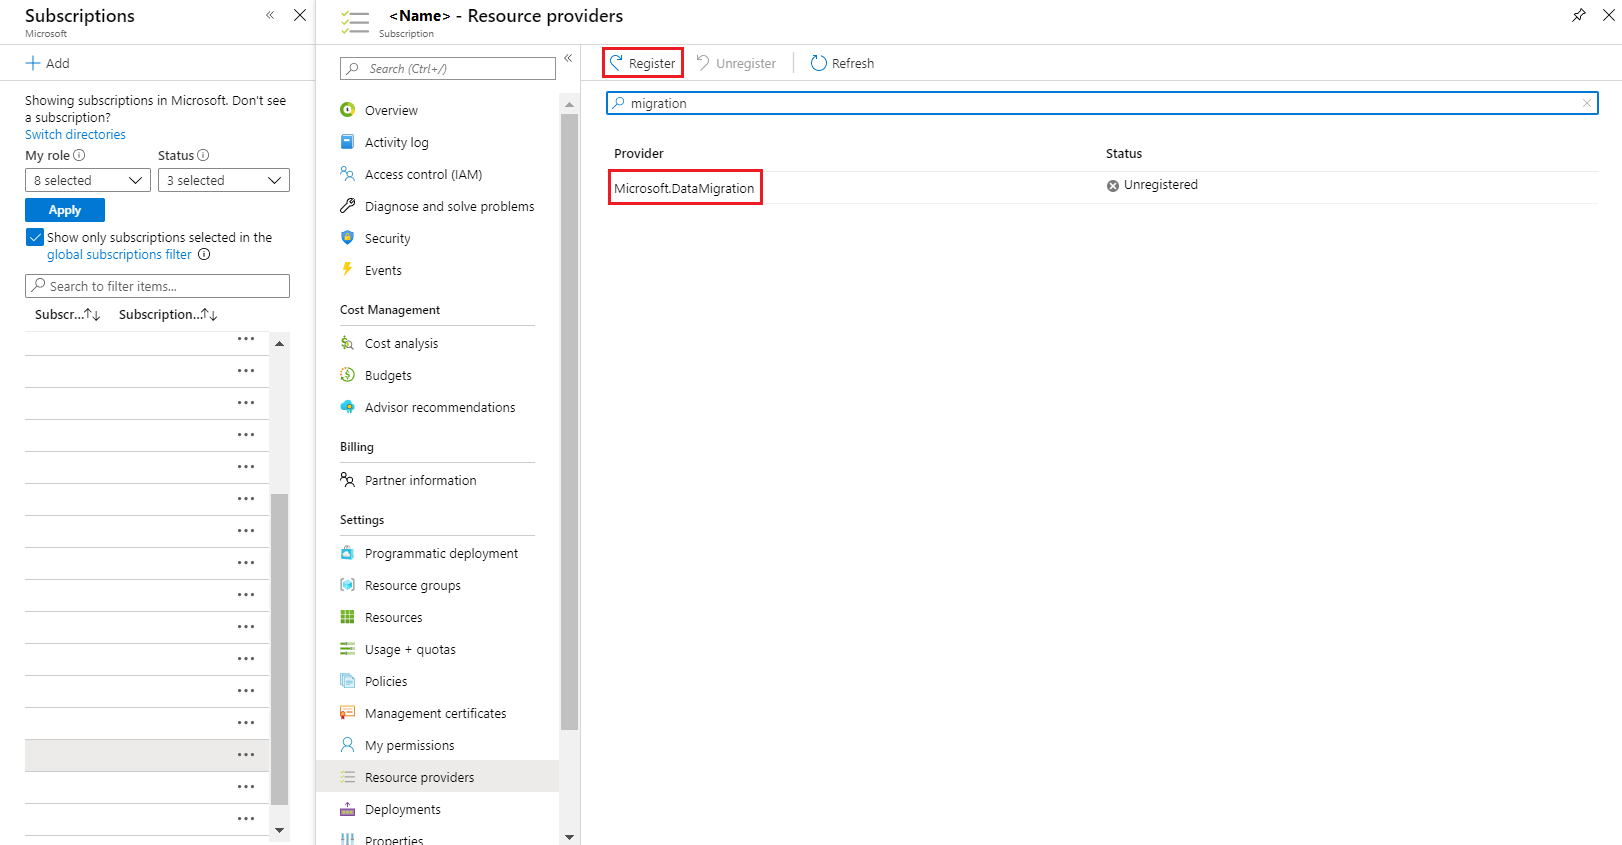 Subscriptions
Microsoft
Add
Showing subscriptions in Microsoft. Don't see
a subscription?
Switch directories
My role
Status
8 selected
3 selected
Apply
Show only subscriptions selected in the
global subscriptions filter
Search to filter items...
Subscr...
Subscription...
<Name> - Resource providers
Subscription
Search (Ctrl+/)
Overview
Activity log
Access control (IAM)
Diagnose and solve problems
Security
Events
Cost Management
Cost analysis
Budgets
Advisor recommendations
Billing
Partner information
Settings
Programmatic deployment
Resource groups
Resources
Usage + quotas
Policies
Management certificates
My permissions
Resource providers
Deployments
Properties
Register
Unregister
Refresh
migration
Provider
Status
Microsoft.DataMigration
Unregistered